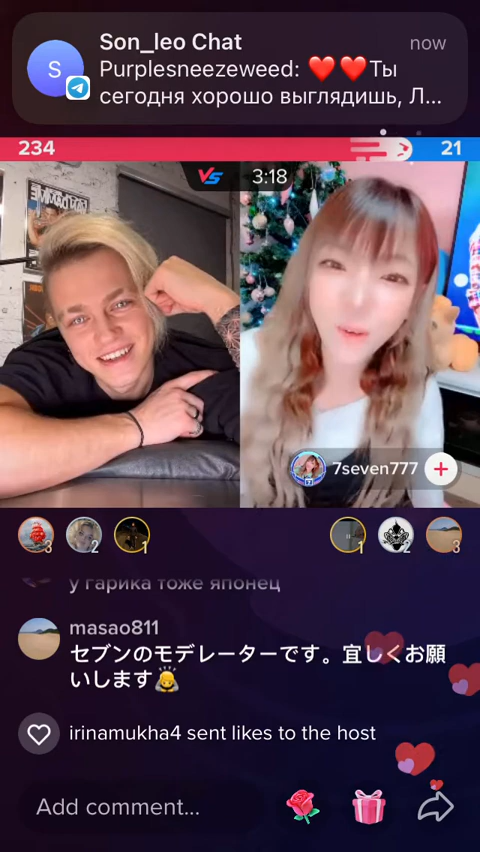 Son_leo Chat
now
Purplesneezeweed: ❤️❤️Ты
сегодня хорошо выглядишь, Л...
234
21
VS
3:18
7seven777
3
2
1
1
2
3
у гарика тоже японец
masao811
セブンのモデレーターです。宜しくお願
いします🙇
irinamukha4 sent likes to the host
Add comment...